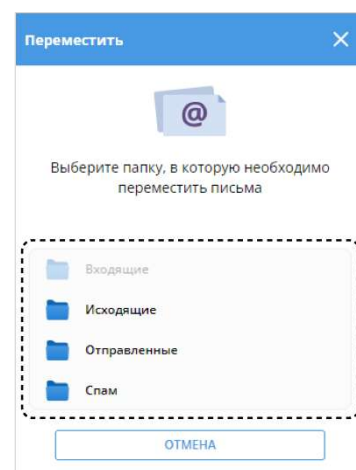 Переместить
@
Выберите папку, в которую необходимо
переместить письма
Входящие
Исходящие
Отправленные
Спам
ОТМЕНА